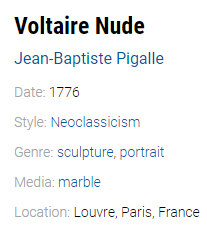 Voltaire Nude
Jean-Baptiste Pigalle
Date: 1776
Style: Neoclassicism
Genre: sculpture, portrait
Media: marble
Location: Louvre, Paris, France